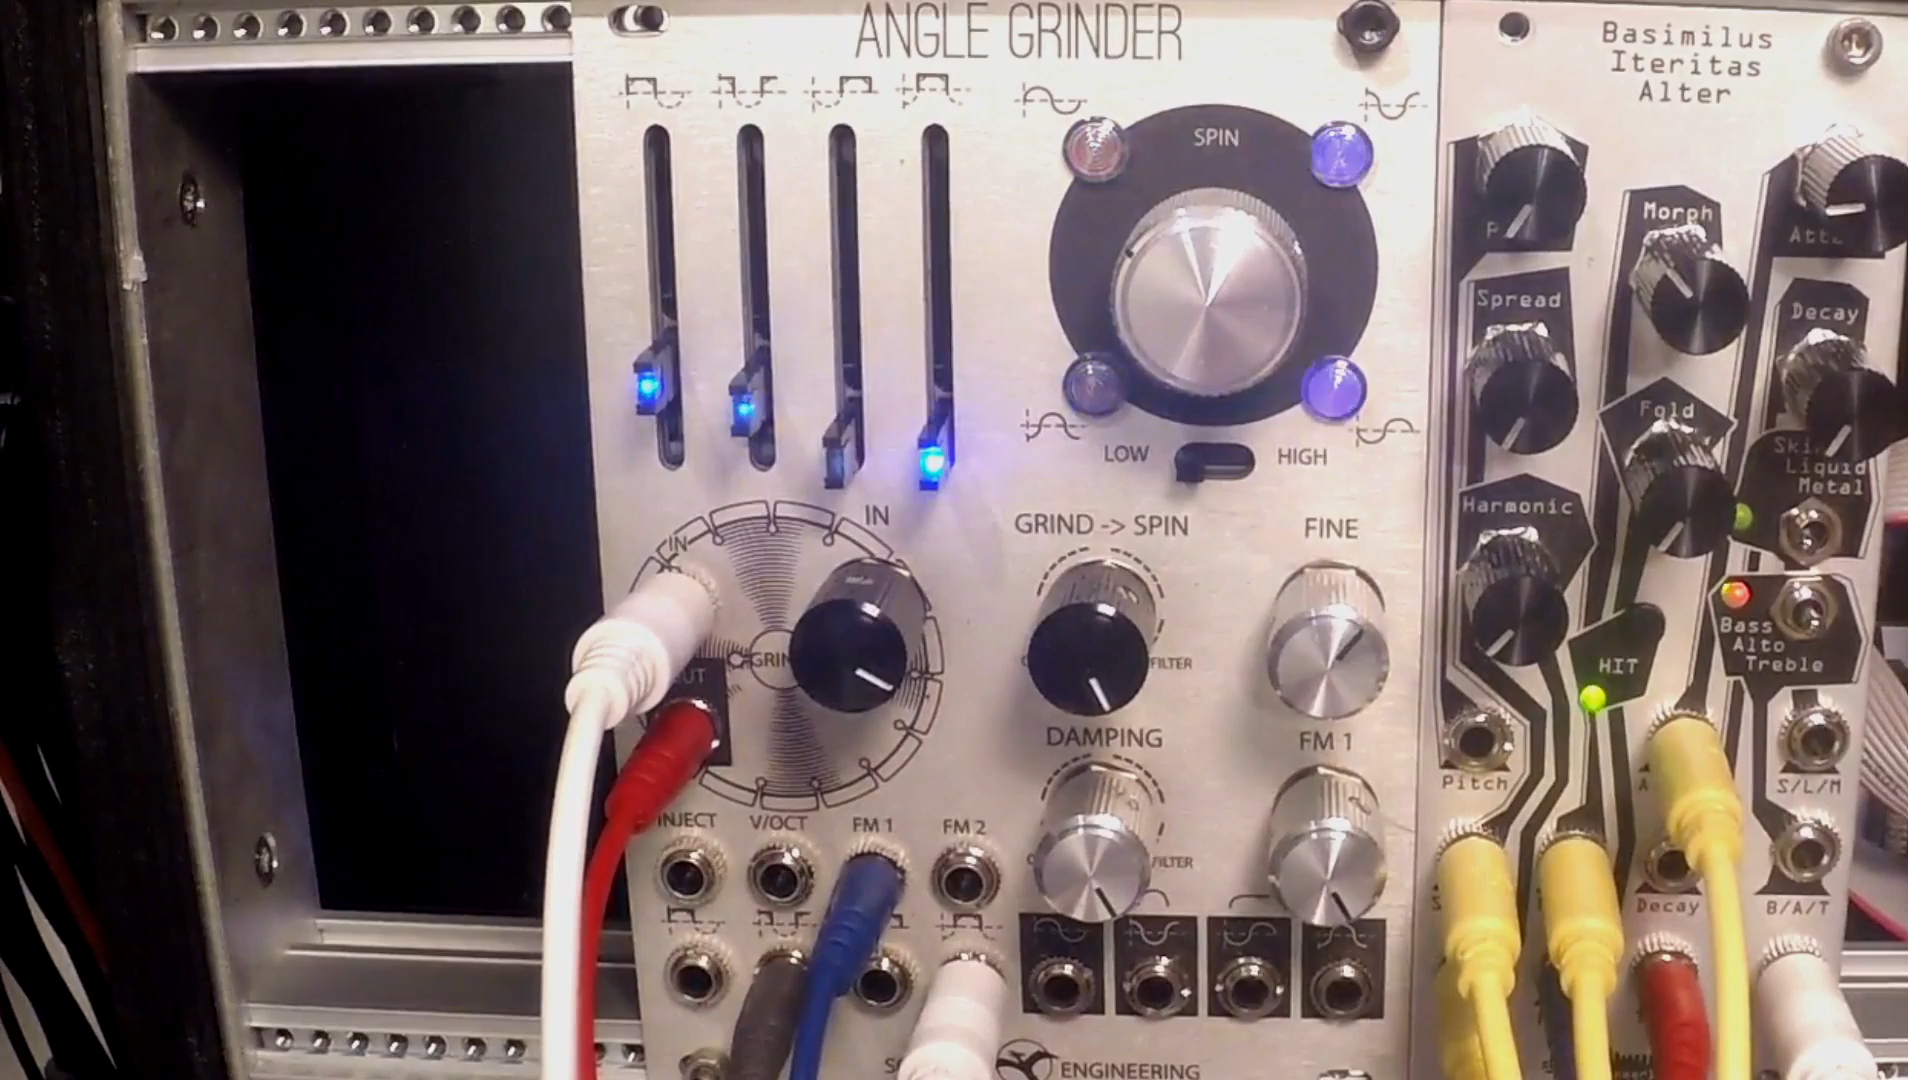 ANGLE GRINDER
SPIN
LOW
HIGH
IN
IN
GRIND -> SPIN
FINE
FILTER
DAMPING
FM 1
FILTER
INJECT
V/OCT
FM 1
FM 2
ENGINEERING
Basimilus
Iteritas
Alter
Morph
Spread
Decay
Fold
Liquid
Metal
Harmonic
Bass
Alto
Treble
HIT
Pitch
S/L/M
Decay
B/A/T